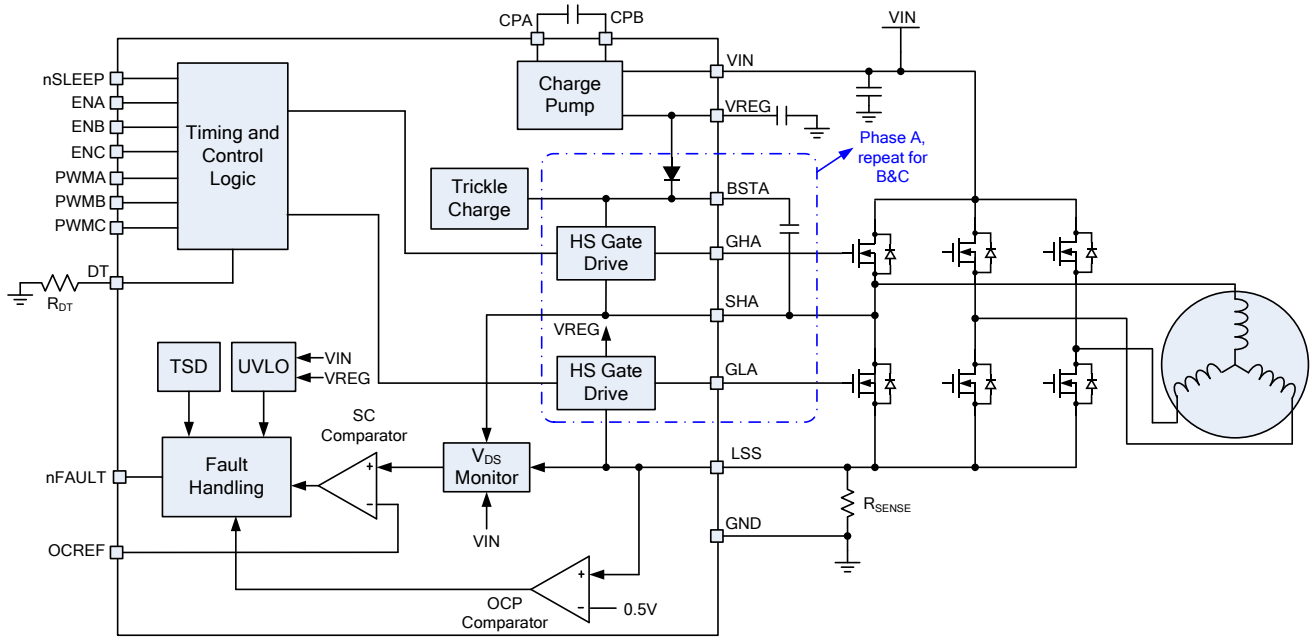 CPA
CPB
VIN
nSLEEP
ENA
ENB
ENC
PWMA
PWMB
PWMC
DT
RDT
Timing and
Control
Logic
Charge
Pump
VIN
VREG
Phase A,
repeat for
B&C
Trickle
Charge
BSTA
HS Gate
Drive
GHA
SHA
VREG
HS Gate
Drive
GLA
TSD
UVLO
VIN
VREG
SC
Comparator
Fault
Handling
nFAULT
VDS
Monitor
VIN
LSS
RSENSE
GND
OCREF
OCP
Comparator
0.5V
+
−
+
−